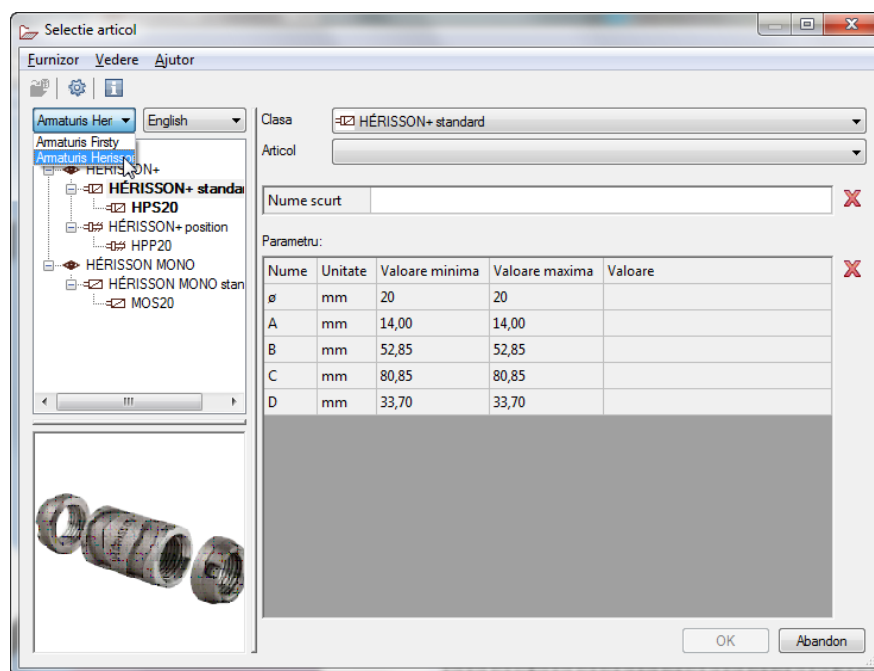 Selectie articol
Furnizor Vedere Ajutor
Armaturis Her English
Armaturis Firsty
Armaturis Herisson
HÉRISSON+
HÉRISSON+ standa
HPS20
HÉRISSON+ position
HPP20
HÉRISSON MONO
HÉRISSON MONO stan
MOS20
Clasa HÉRISSON+ standard
Articol
Nume scurt
Parametru:
Nume Unitate Valoare minima Valoare maxima Valoare
ø mm 20 20
A mm 14,00 14,00
B mm 52,85 52,85
C mm 80,85 80,85
D mm 33,70 33,70
OK Abandon